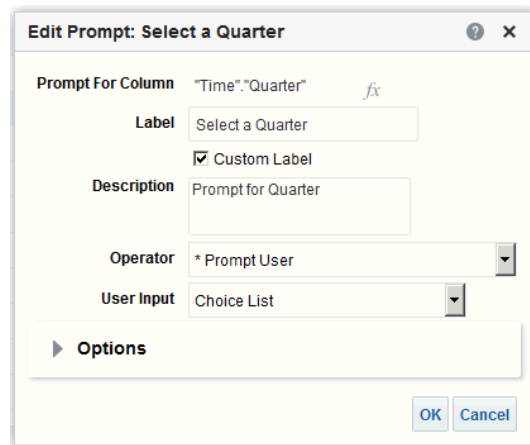 Edit Prompt: Select a Quarter
Prompt For Column "Time"."Quarter" fx
Label Select a Quarter
Custom Label
Description Prompt for Quarter
Operator * Prompt User
User Input Choice List
Options
OK Cancel